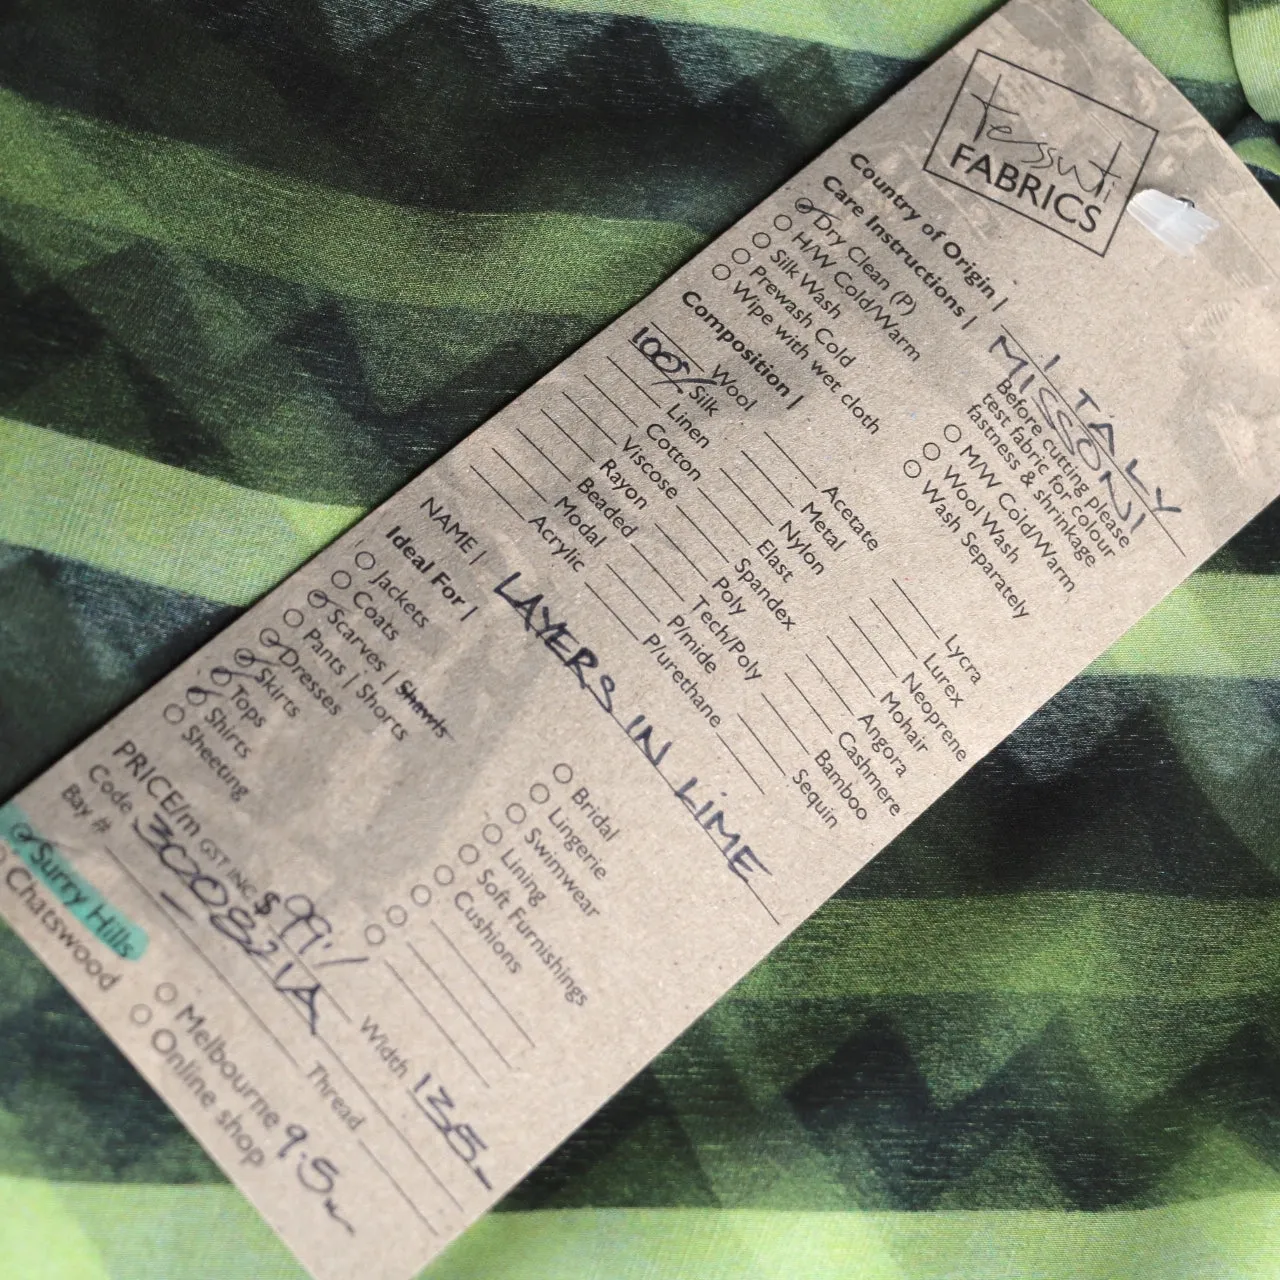 tessuti
FABRICS
Country of Origin | ITALY
MISSONI
Care Instructions |
Dry Clean (P)
H/W Cold/Warm
Silk Wash
Prewash Cold
Wipe with wet cloth
Before cutting please
test fabric for colour
fastness & shrinkage
M/W Cold/Warm
Wool Wash
Wash Separately
Composition |
Wool
100% Silk
Linen
Cotton
Viscose
Rayon
Beaded
Modal
Acrylic
Acetate
Metal
Nylon
Elast
Spandex
Poly
Tech/Poly
P/mide
P/urethane
Lycra
Lurex
Neoprene
Mohair
Angora
Cashmere
Bamboo
Sequin
NAME | LAYERS IN LIME
Ideal For |
Jackets
Coats
Scarves | Shawls
Pants | Shorts
Dresses
Skirts
Tops
Shirts
Sheeting
Bridal
Lingerie
Swimwear
Lining
Soft Furnishings
Cushions
PRICE/m GST INC $99./
Width 135
Code
Thread
Bay #
Surry Hills
Chatswood
Melbourne
Online shop
9.5m